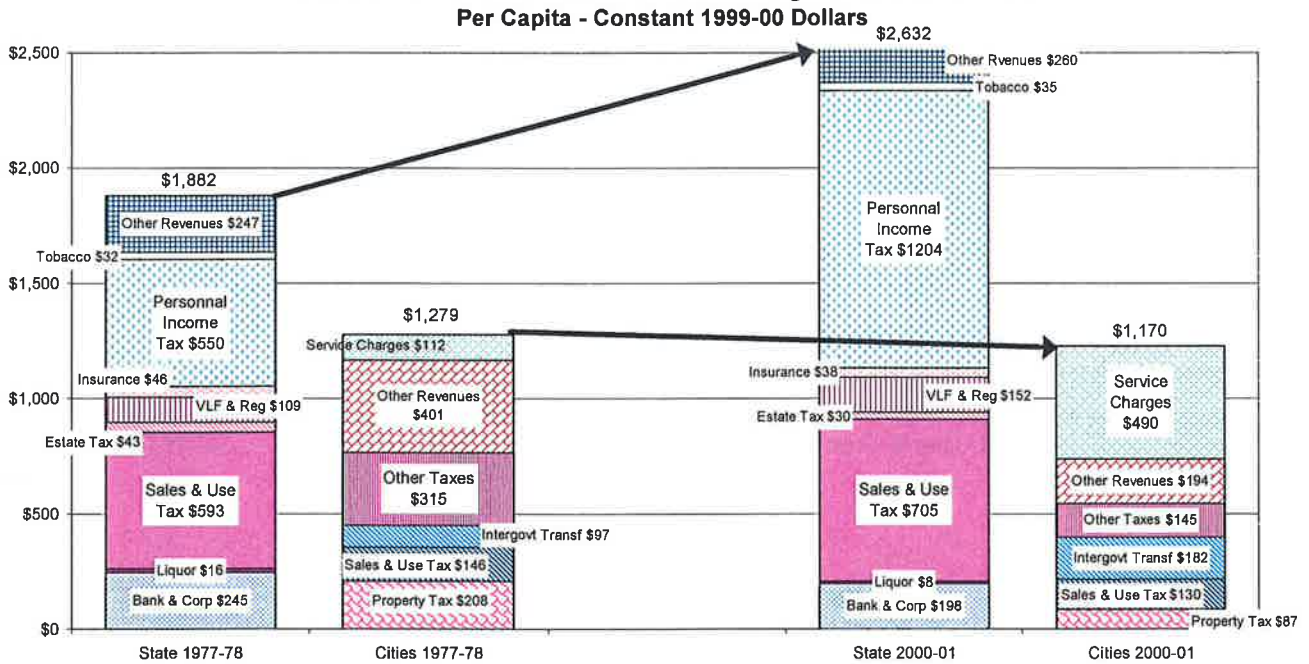 Per Capita - Constant 1999-00 Dollars
$2,500
$2,000
$1,500
$1,000
$500
$0
$1,882
Other Revenues $247
Tobacco $32
Personnal
Income
Tax $550
Insurance $46
VLF & Reg $109
Estate Tax $43
Sales & Use
Tax $593
Liquor $16
Bank & Corp $245
State 1977-78
$1,279
Service Charges $112
Other Revenues
$401
Other Taxes
$315
Intergovt Transf $97
Sales & Use Tax $146
Property Tax $208
Cities 1977-78
$2,632
Other Rvenues $260
Tobacco $35
Personnal
Income
Tax $1204
Insurance $38
VLF & Reg $152
Estate Tax $30
Sales & Use
Tax $705
Liquor $8
Bank & Corp $198
State 2000-01
$1,170
Service
Charges
$490
Other Revenues $194
Other Taxes $145
Intergovt Transf $182
Sales & Use Tax $130
Property Tax $87
Cities 2000-01